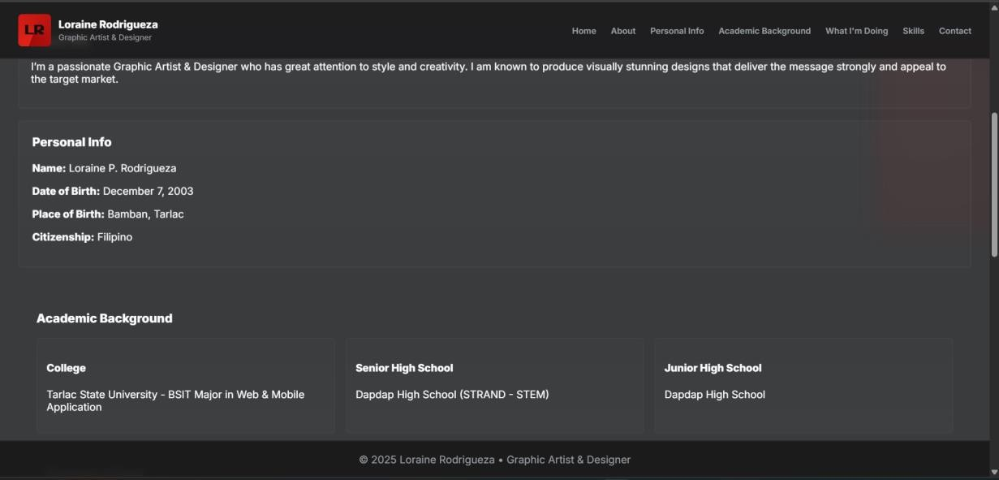 LR
Loraine Rodrigueza
Graphic Artist & Designer
Home
About
Personal Info
Academic Background
What I'm Doing
Skills
Contact
I'm a passionate Graphic Artist & Designer who has great attention to style and creativity. I am known to produce visually stunning designs that deliver the message strongly and appeal to
the target market.
Personal Info
Name: Loraine P. Rodrigueza
Date of Birth: December 7, 2003
Place of Birth: Bamban, Tarlac
Citizenship: Filipino
Academic Background
College
Tarlac State University - BSIT Major in Web & Mobile
Application
Senior High School
Dapdap High School (STRAND - STEM)
Junior High School
Dapdap High School
© 2025 Loraine Rodrigueza • Graphic Artist & Designer